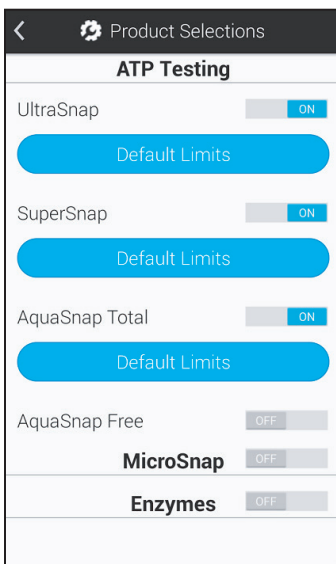 Product Selections
ATP Testing
UltraSnap ON
Default Limits
SuperSnap ON
Default Limits
AquaSnap Total ON
Default Limits
AquaSnap Free OFF
MicroSnap OFF
Enzymes OFF